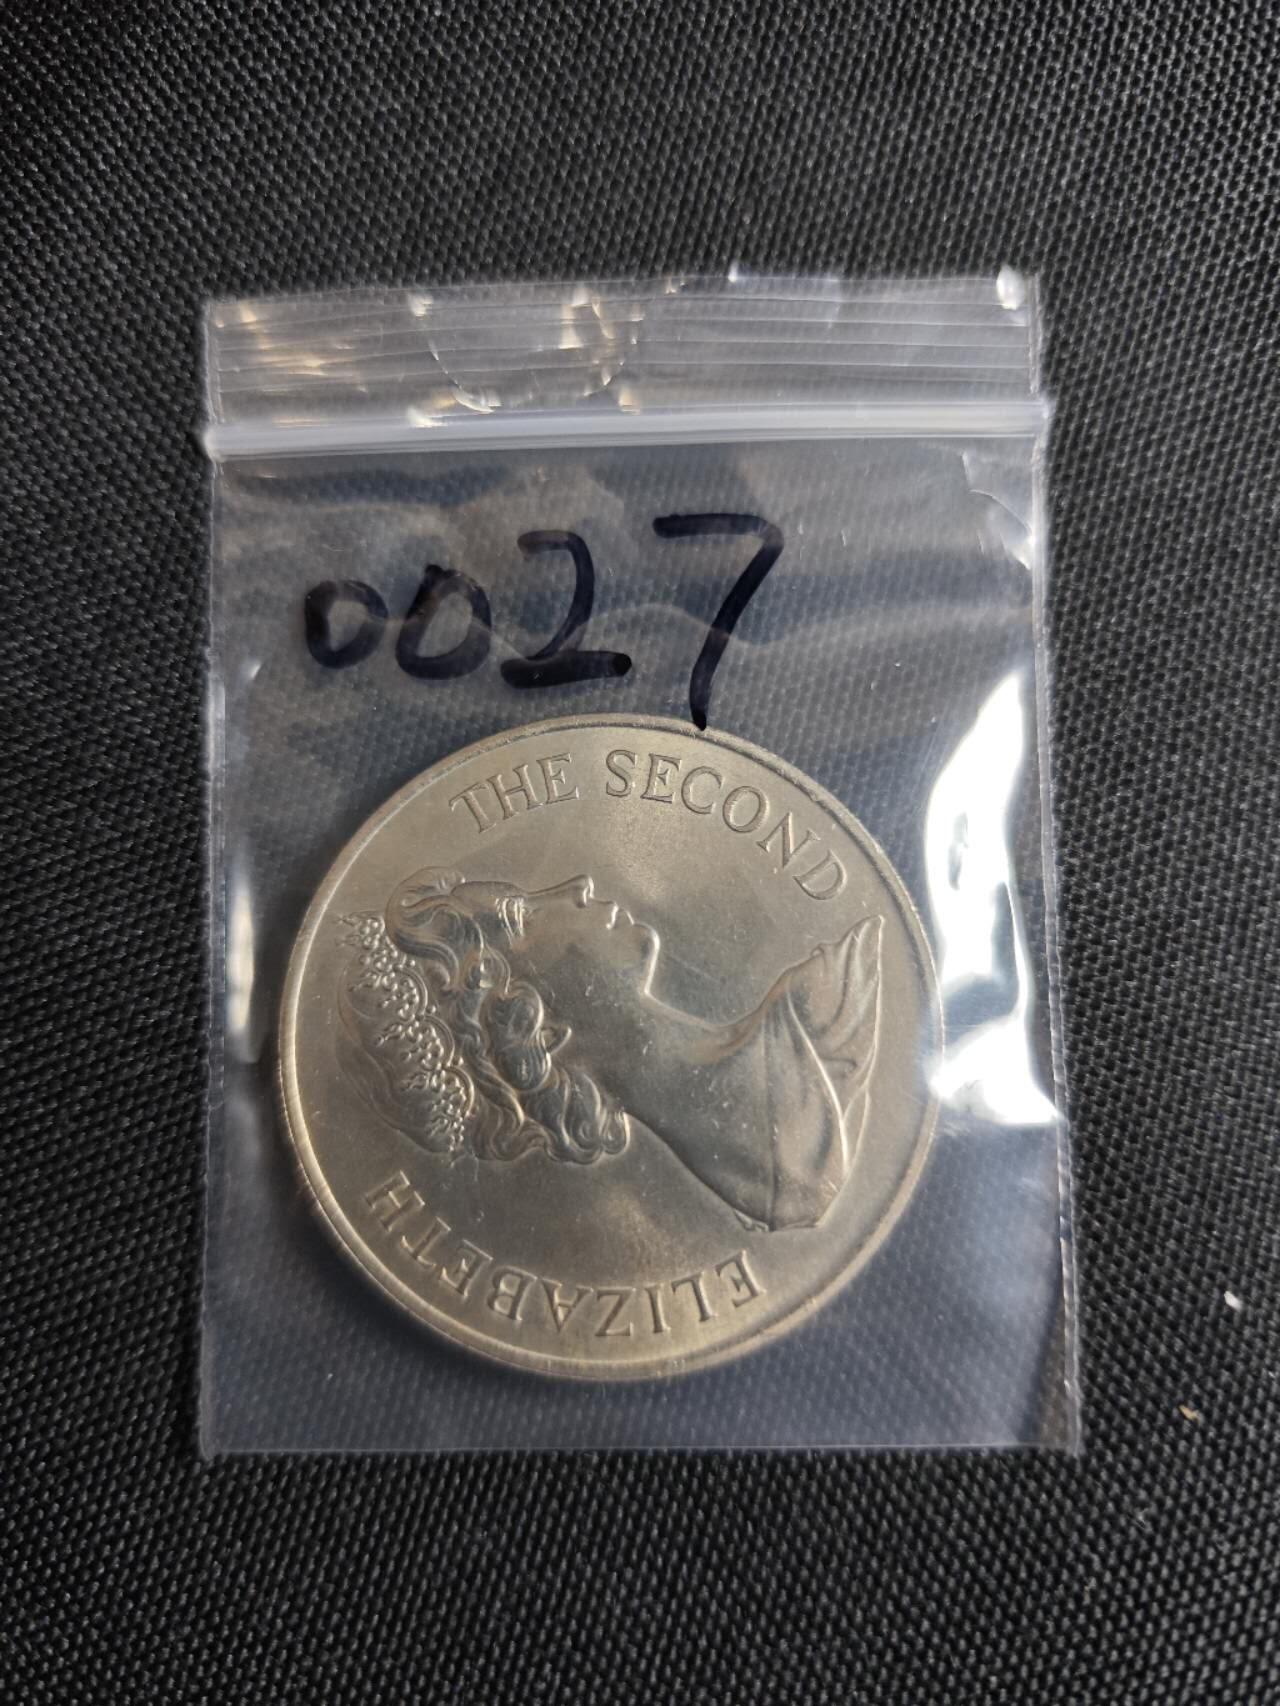 0027
ELIZABETH
THE SECOND